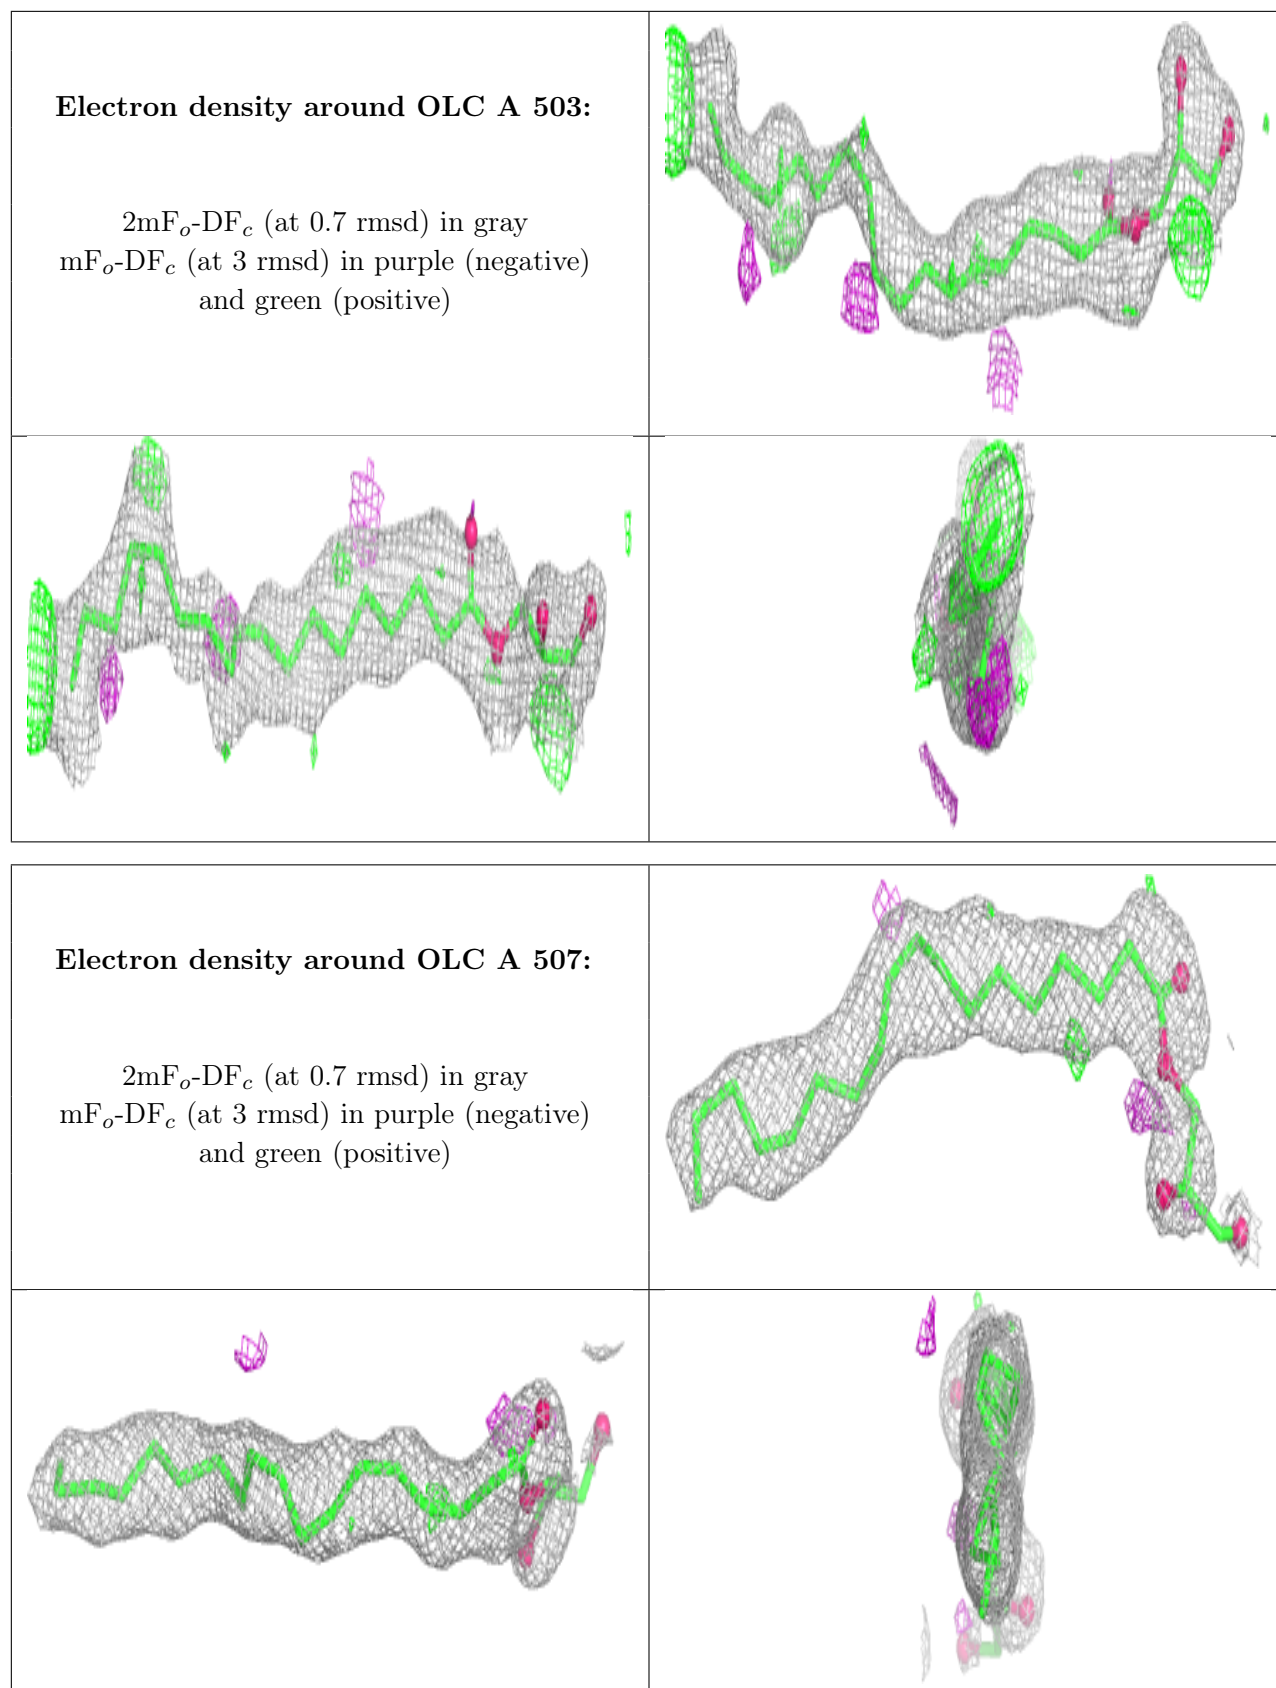 Electron density around OLC A 503:
2mFo-DFc (at 0.7 rmsd) in gray
mFo-DFc (at 3 rmsd) in purple (negative)
and green (positive)
Electron density around OLC A 507:
2mFo-DFc (at 0.7 rmsd) in gray
mFo-DFc (at 3 rmsd) in purple (negative)
and green (positive)